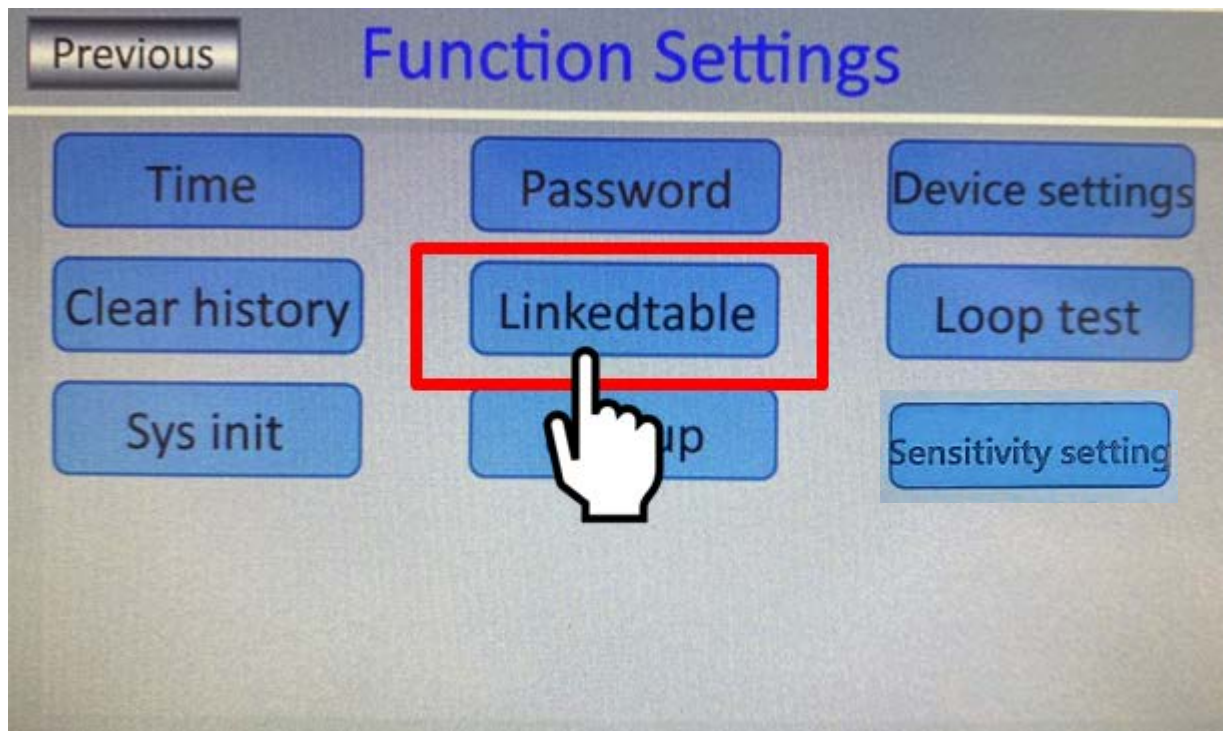 Previous
Function Settings
Time
Password
Device settings
Clear history
Linkedtable
Loop test
Sys init
Sensitivity setting